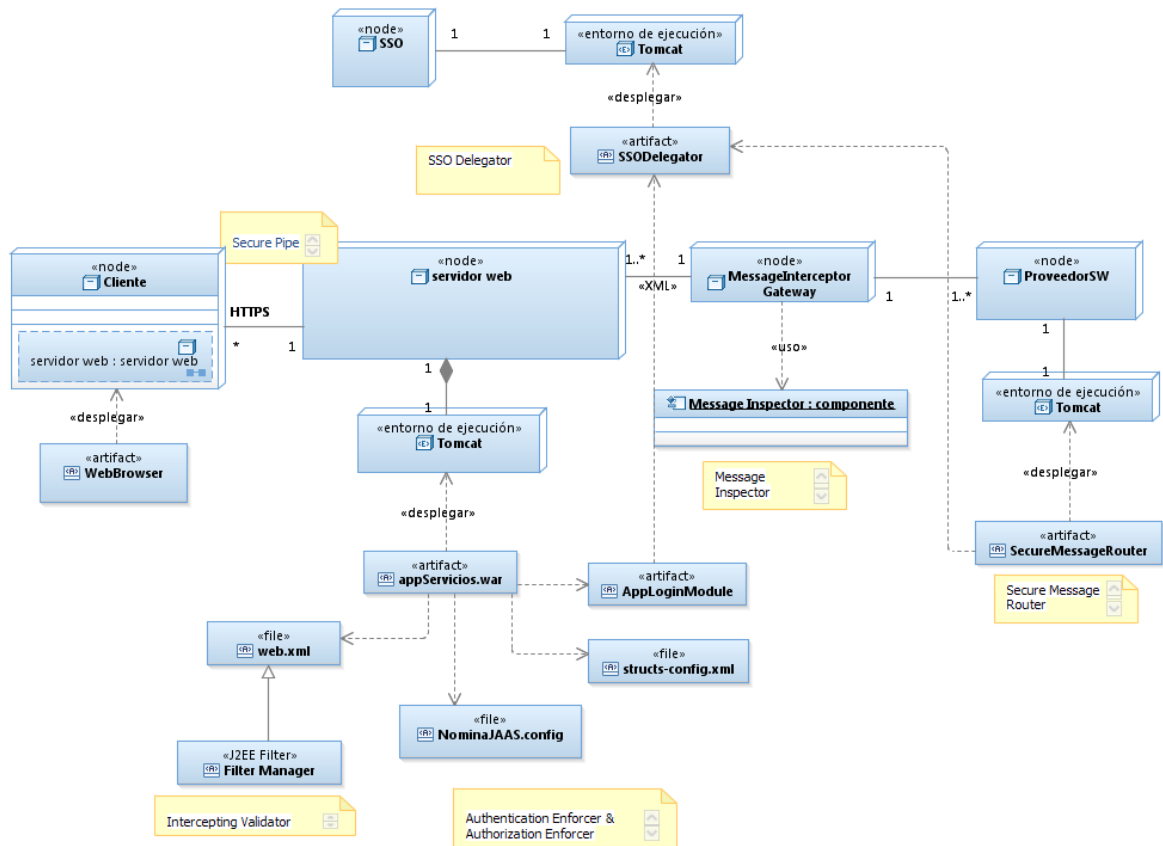 «node»
SSO
1
1
«entorno de ejecución»
Tomcat
«desplegar»
«artifact»
SSODelegator
SSO Delegator
Secure Pipe
«node»
Cliente
servidor web : servidor web
HTTPS
*
1
«node»
servidor web
1..*
1
«XML»
«node»
MessageInterceptor
Gateway
1
1..*
«node»
ProveedorSW
1
1
«entorno de ejecución»
Tomcat
«uso»
Message Inspector : componente
Message
Inspector
«desplegar»
«artifact»
WebBrowser
1
1
«entorno de ejecución»
Tomcat
«desplegar»
«desplegar»
«artifact»
SecureMessageRouter
Secure Message
Router
«artifact»
appServicios.war
«artifact»
AppLoginModule
«file»
web.xml
«file»
structs-config.xml
«file»
NominaJAAS.config
«J2EE Filter»
Filter Manager
Intercepting Validator
Authentication Enforcer &
Authorization Enforcer